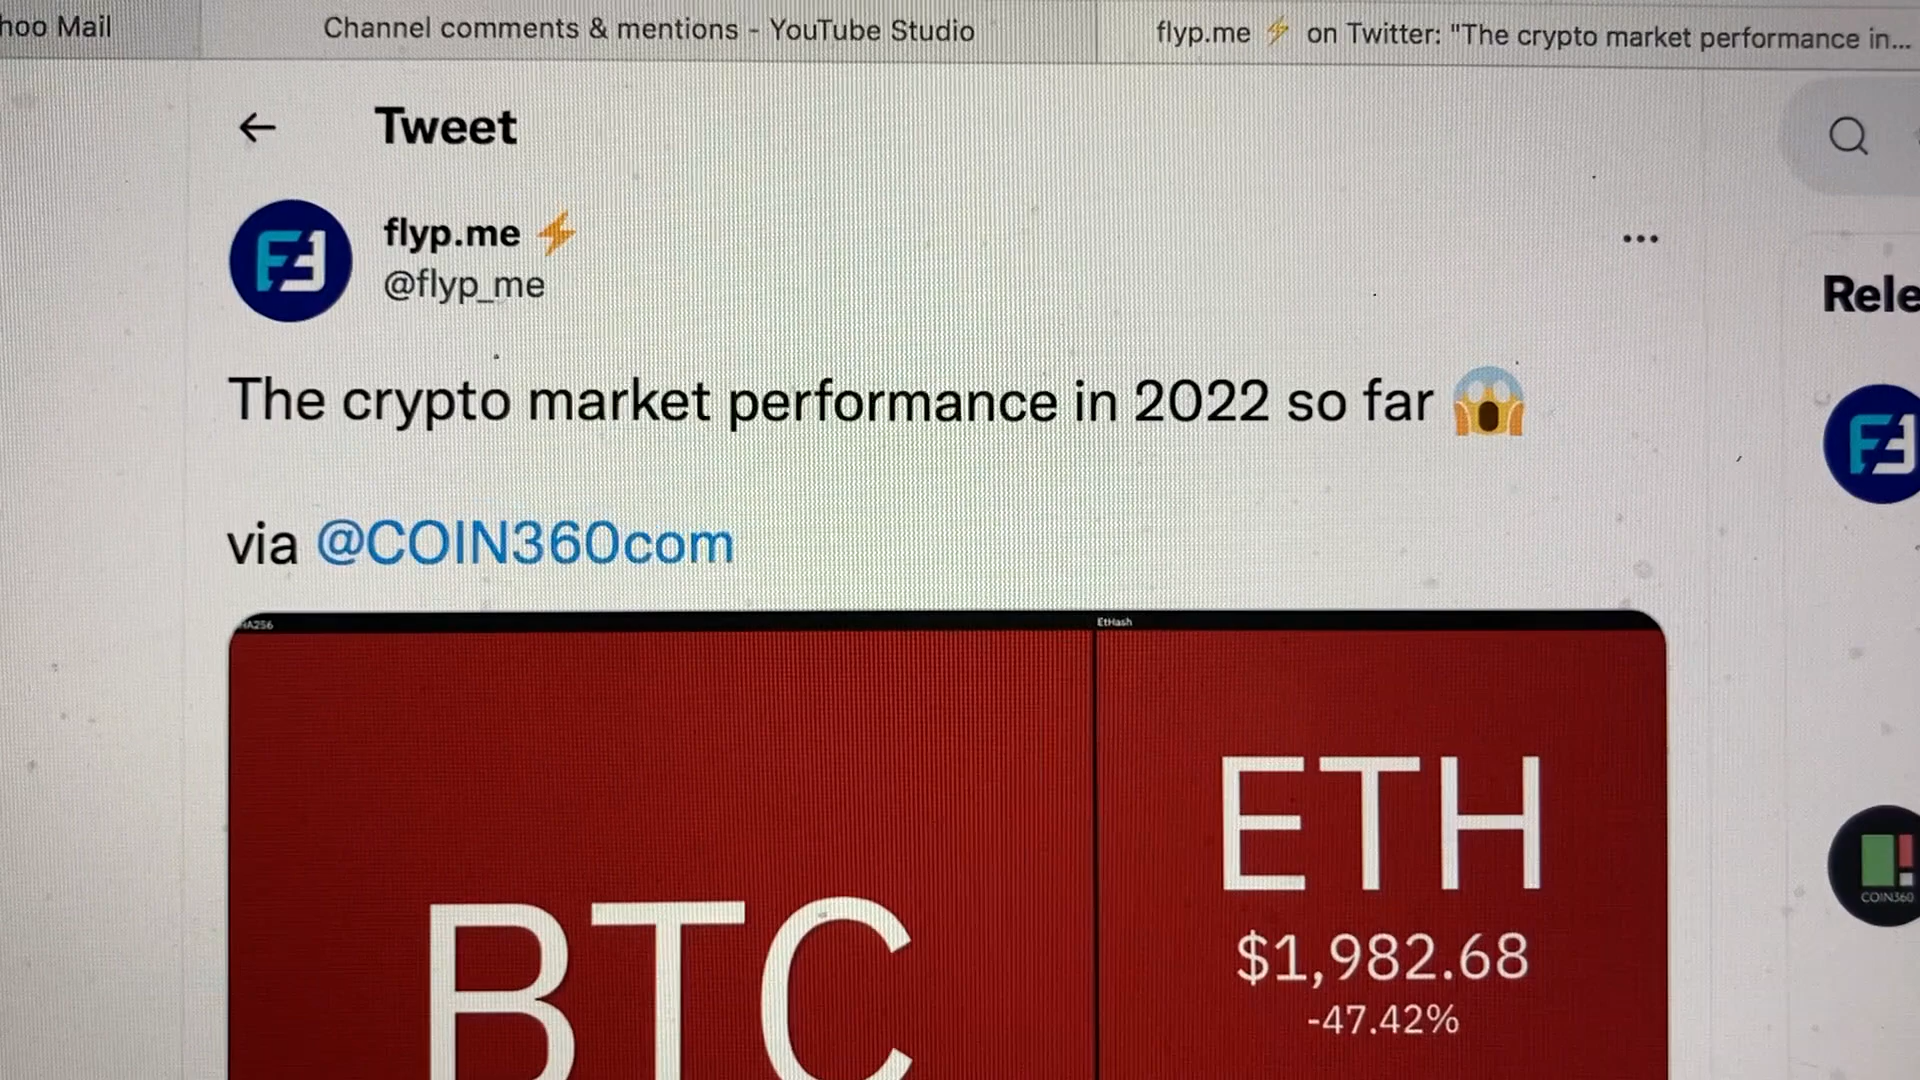 hoo Mail
Channel comments & mentions - YouTube Studio
flyp.me ⚡ on Twitter: "The crypto market performance in...
← Tweet
flyp.me ⚡
@flyp_me
...
Rele
The crypto market performance in 2022 so far 😱
via @COIN360com
HA256
EtHash
ETH
$1,982.68
-47.42%
BTC
COIN360